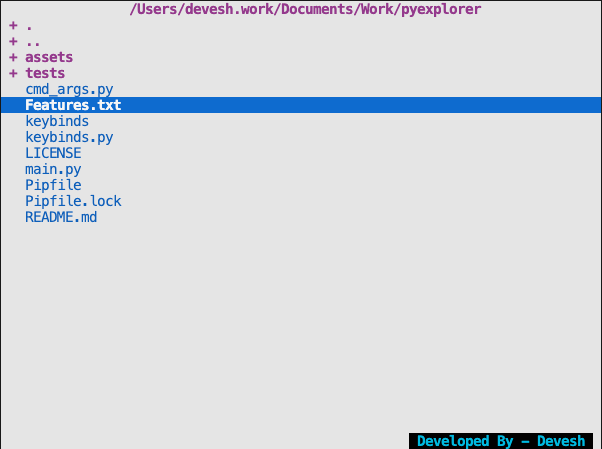 /Users/devesh.work/Documents/Work/pyexplorer
+ .
+ ..
+ assets
+ tests
cmd_args.py
Features.txt
keybinds
keybinds.py
LICENSE
main.py
Pipfile
Pipfile.lock
README.md
Developed By – Devesh